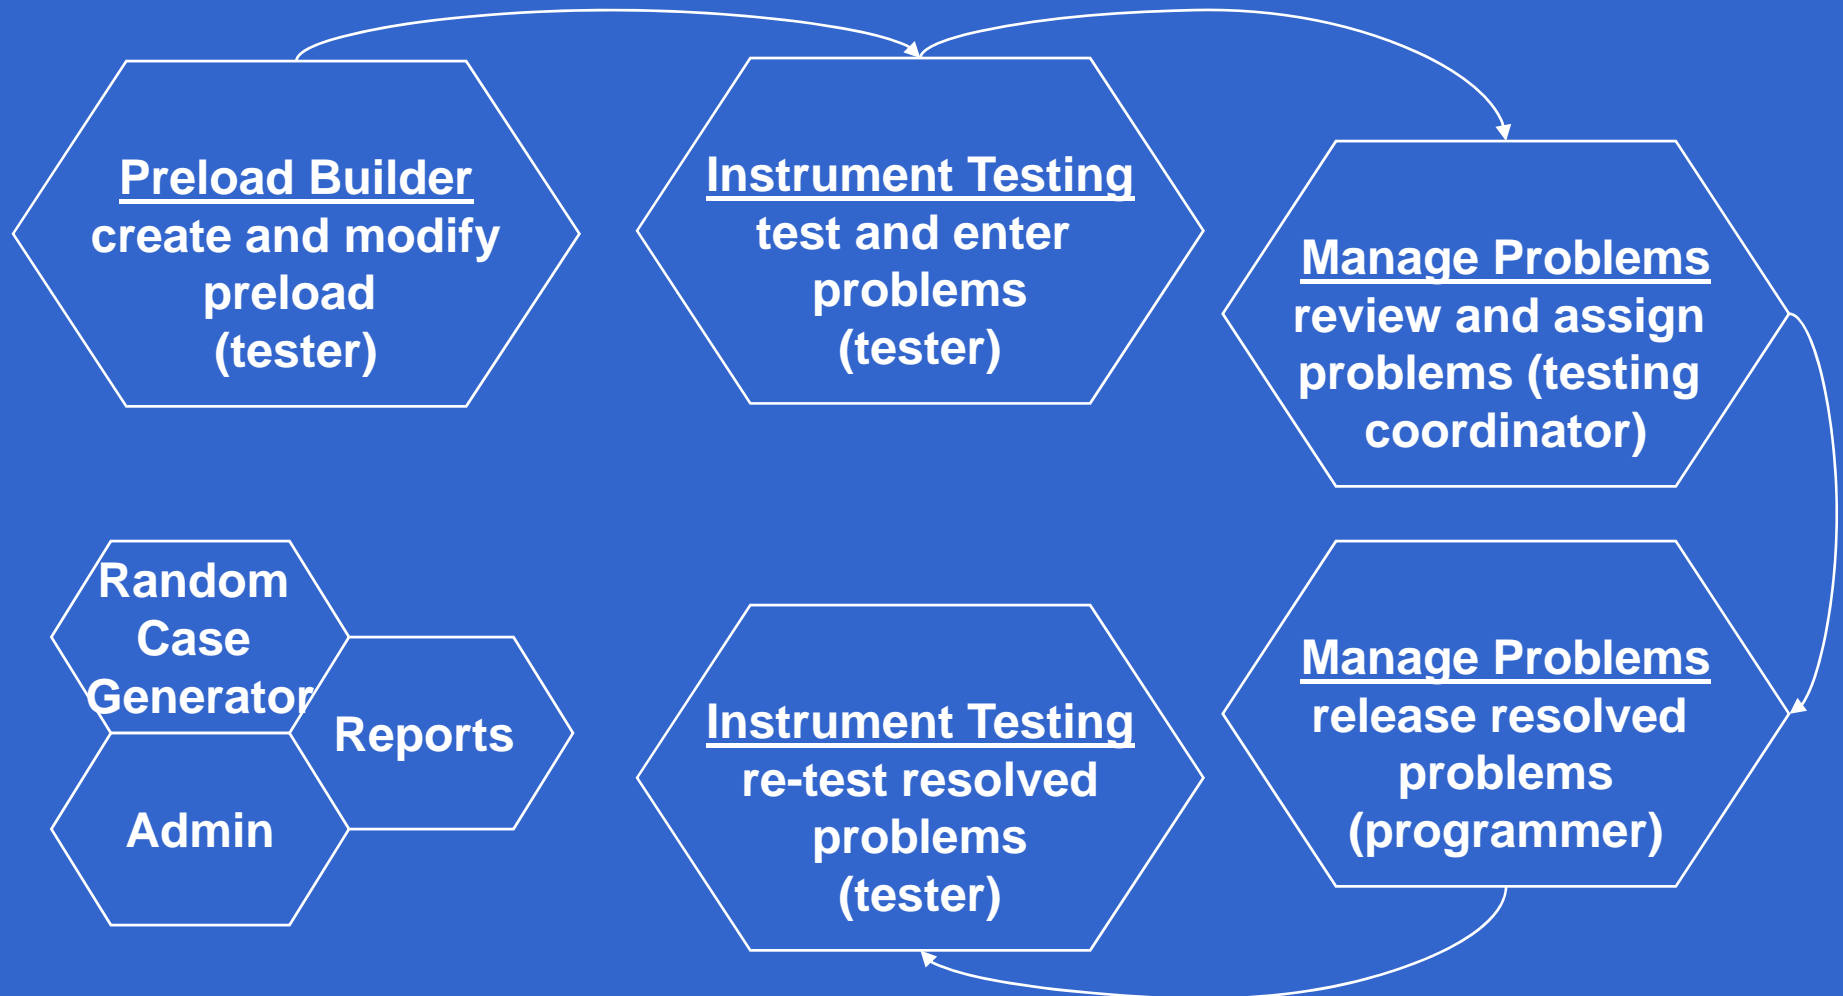 Preload Builder
create and modify
preload
(tester)
Instrument Testing
test and enter
problems
(tester)
Manage Problems
review and assign
problems (testing
coordinator)
Random
Case
Generator
Reports
Admin
Instrument Testing
re-test resolved
problems
(tester)
Manage Problems
release resolved
problems
(programmer)